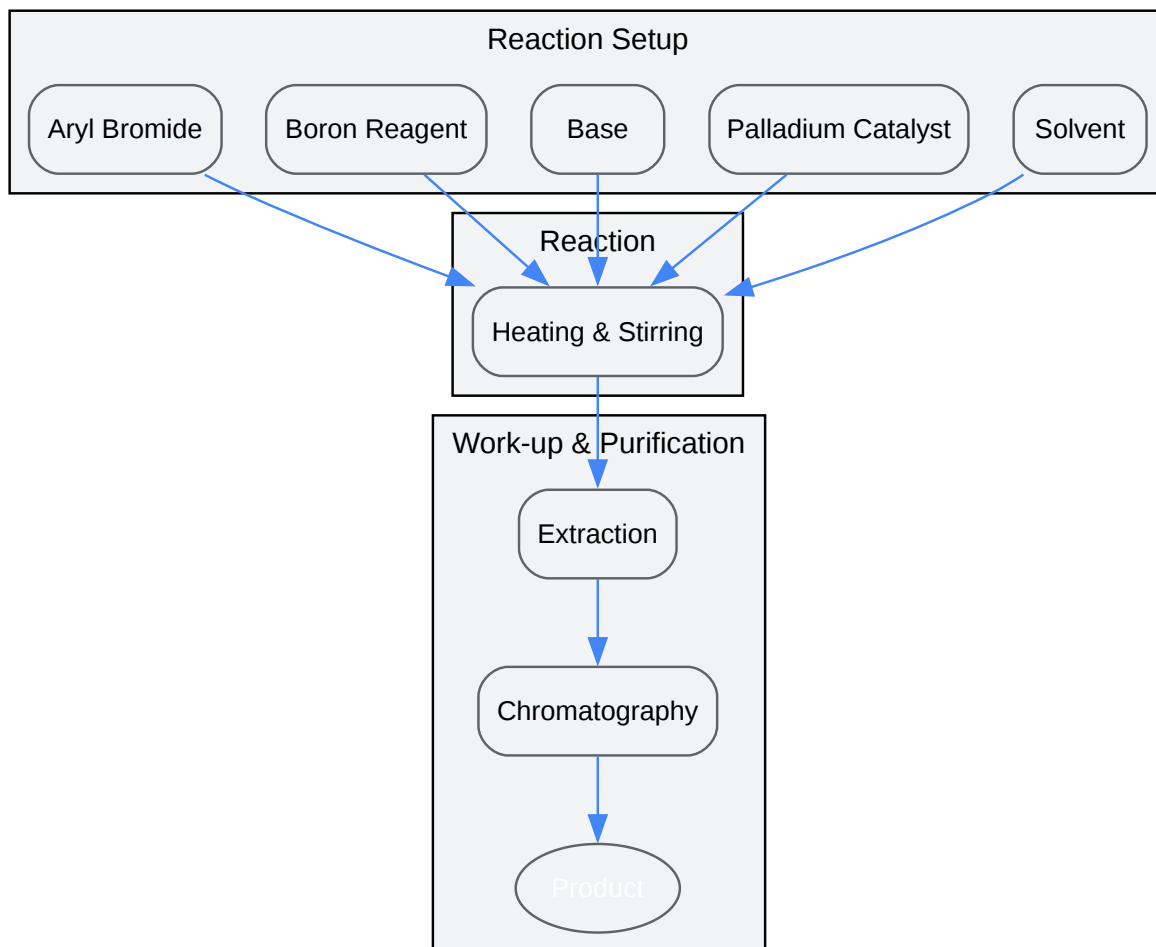 Reaction Setup
Aryl Bromide
Boron Reagent
Base
Palladium Catalyst
Solvent
Reaction
Heating & Stirring
Work-up & Purification
Extraction
Chromatography
Product